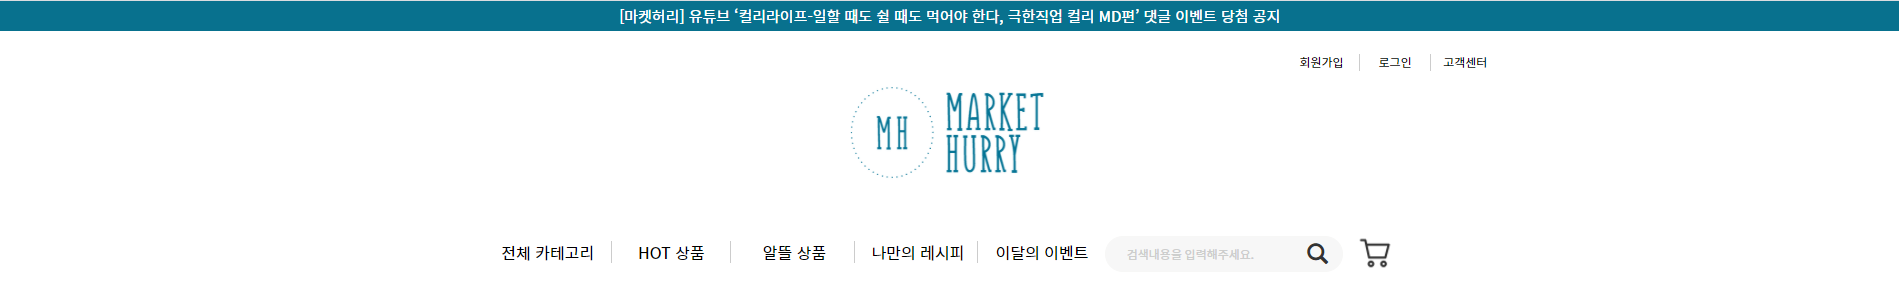 [마켓허리] 유튜브 ‘컬리라이프-일할 때도 쉴 때도 먹어야 한다, 극한직업 컬리 MD편’ 댓글 이벤트 당첨 공지
회원가입 로그인 고객센터
MH
MARKET
HURRY
전체 카테고리 HOT 상품 알뜰 상품 나만의 레시피 이달의 이벤트 검색내용을 입력해주세요.